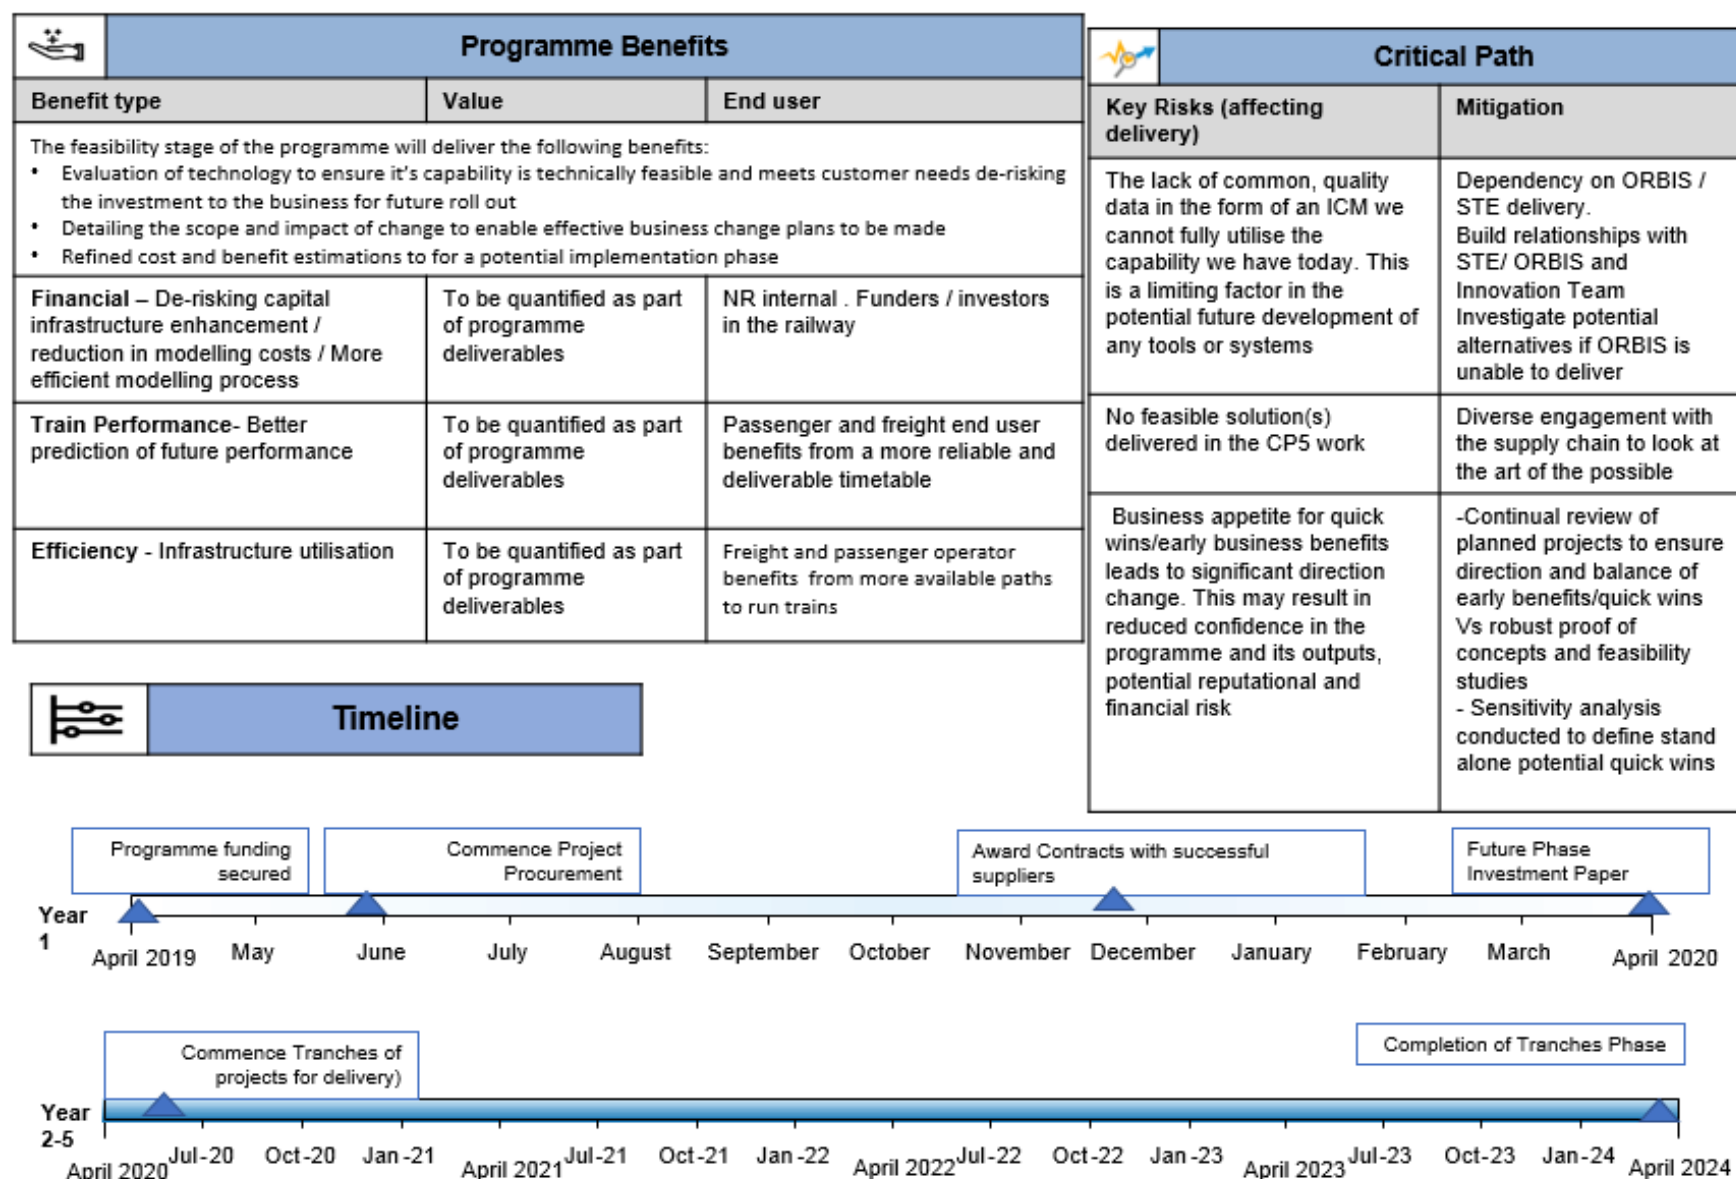 Programme Benefits
Benefit type
Value
End user
The feasibility stage of the programme will deliver the following benefits:
• Evaluation of technology to ensure it's capability is technically feasible and meets customer needs de-risking
the investment to the business for future roll out
• Detailing the scope and impact of change to enable effective business change plans to be made
• Refined cost and benefit estimations to for a potential implementation phase
Financial – De-risking capital
infrastructure enhancement /
reduction in modelling costs / More
efficient modelling process
To be quantified as part
of programme
deliverables
NR internal . Funders / investors
in the railway
Train Performance- Better
prediction of future performance
To be quantified as part
of programme
deliverables
Passenger and freight end user
benefits from a more reliable and
deliverable timetable
Efficiency - Infrastructure utilisation
To be quantified as part
of programme
deliverables
Freight and passenger operator
benefits from more available paths
to run trains
Critical Path
Key Risks (affecting
delivery)
Mitigation
The lack of common, quality
data in the form of an ICM we
cannot fully utilise the
capability we have today. This
is a limiting factor in the
potential future development of
any tools or systems
Dependency on ORBIS /
STE delivery.
Build relationships with
STE/ ORBIS and
Innovation Team
Investigate potential
alternatives if ORBIS is
unable to deliver
No feasible solution(s)
delivered in the CP5 work
Diverse engagement with
the supply chain to look at
the art of the possible
Business appetite for quick
wins/early business benefits
leads to significant direction
change. This may result in
reduced confidence in the
programme and its outputs,
potential reputational and
financial risk
-Continual review of
planned projects to ensure
direction and balance of
early benefits/quick wins
Vs robust proof of
concepts and feasibility
studies
- Sensitivity analysis
conducted to define stand
alone potential quick wins
Timeline
Programme funding
secured
Commence Project
Procurement
Award Contracts with successful
suppliers
Future Phase
Investment Paper
Year
1
April 2019
May
June
July
August
September
October
November
December
January
February
March
April 2020
Commence Tranches of
projects for delivery)
Completion of Tranches Phase
Year
2-5
April 2020
Jul-20
Oct-20
Jan-21
April 2021
Jul-21
Oct-21
Jan-22
April 2022
Jul-22
Oct-22
Jan-23
April 2023
Jul-23
Oct-23
Jan-24
April 2024